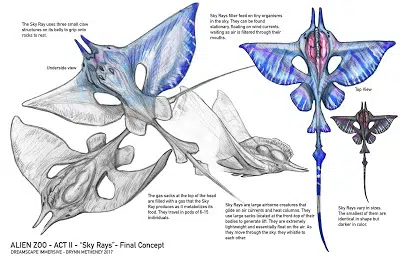 The Sky Ray uses three small claw
structures on its belly to grip onto
rocks to rest.
Underside view
Sky Rays filter feed on tiny organisms
in the sky. They can be found
stationary, floating on wind currents,
waiting as air is filtered through their
mouths.
Top View
The gas sacks at the top of the head
are filled with a gas that the Sky
Ray produces as it metabolizes its
food. They travel in pods of 6-15
individuals.
Sky Rays are large airborne creatures that
glide on air currents and heat columns. They
use large sacks located at the front-top of their
bodies to generate lift. They are extremely
lightweight and essentially float on the air. As
they move through the sky, they whistle to
each other.
Sky Rays vary in sizes.
The smallest of them are
identical in shape but
darker in color.
ALIEN ZOO - ACT II - "Sky Rays" - Final Concept
DREAMSCAPE IMMERSIVE - BRYNN METHENEY 2017